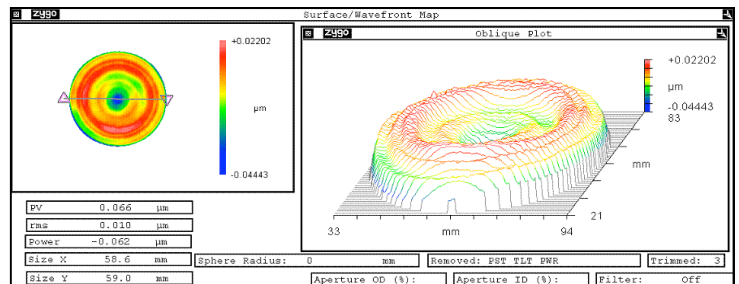 zygo Surface/Wavefront Map
zygo Oblique Plot
+0.02202
µm
-0.04443
+0.02202
µm
-0.04443
83
mm
21
33 mm 94
PV 0.066 µm
rms 0.010 µm
Power -0.062 µm
Size X 58.6 mm
Sphere Radius: 0 mm
Removed: PST TLT PWR
Trimmed: 3
Size Y 59.0 mm
Aperture OD (%):
Aperture ID (%):
Filter: Off